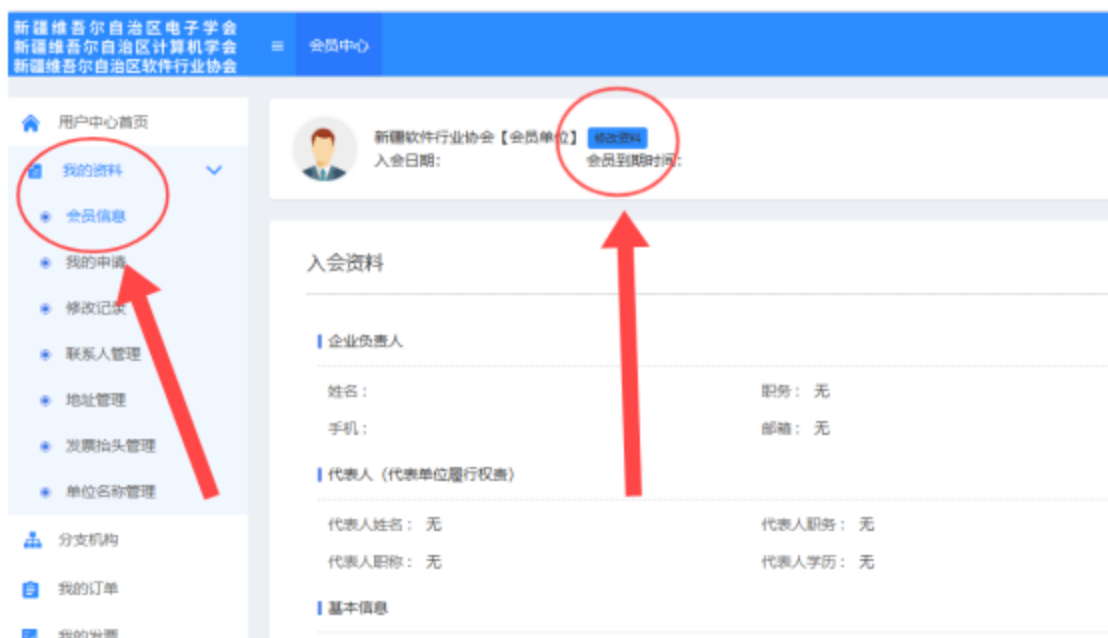 新疆维吾尔自治区电子学会
新疆维吾尔自治区计算机学会
新疆维吾尔自治区软件行业协会
会员中心
用户中心首页
我的资料
会员信息
我的申请
修改记录
联系人管理
地址管理
发票抬头管理
单位名称管理
分支机构
我的订单
我的发票
新疆软件行业协会【会员单位】 修改资料
入会日期： 会员到期时间：
入会资料
企业负责人
姓名： 职务： 无
手机： 邮箱： 无
代表人（代表单位履行权责）
代表人姓名： 无 代表人职务： 无
代表人职称： 无 代表人学历： 无
基本信息